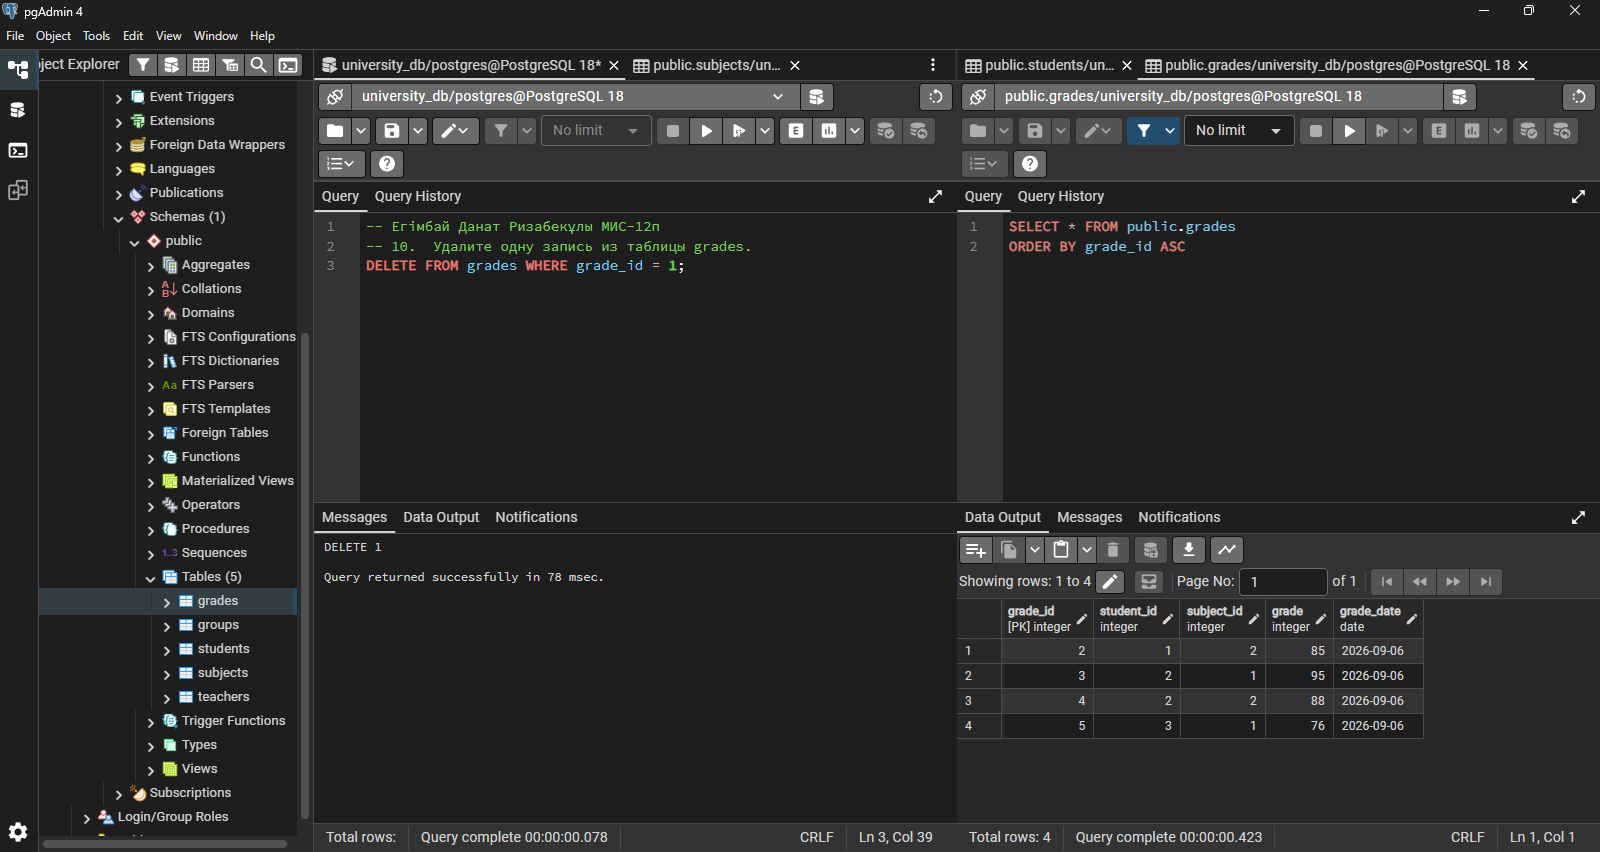 pgAdmin 4
File Object Tools Edit View Window Help
ject Explorer
Event Triggers
Extensions
Foreign Data Wrappers
Languages
Publications
Schemas (1)
public
Aggregates
Collations
Domains
FTS Configurations
FTS Dictionaries
Aa FTS Parsers
FTS Templates
Foreign Tables
Functions
Materialized Views
Operators
Procedures
1..3 Sequences
Tables (5)
grades
groups
students
subjects
teachers
Trigger Functions
Types
Views
Subscriptions
Login/Group Roles
university_db/postgres@PostgreSQL 18* public.subjects/un...
university_db/postgres@PostgreSQL 18
No limit
E
Query Query History
1 -- Егімбай Данат Ризабекұлы МИС-12п
2 -- 10. Удалите одну запись из таблицы grades.
3 DELETE FROM grades WHERE grade_id = 1;
Messages Data Output Notifications
DELETE 1
Query returned successfully in 78 msec.
Total rows: Query complete 00:00:00.078 CRLF Ln 3, Col 39
public.students/un... public.grades/university_db/postgres@PostgreSQL 18
public.grades/university_db/postgres@PostgreSQL 18
No limit
E
Query Query History
1 SELECT * FROM public.grades
2 ORDER BY grade_id ASC
Data Output Messages Notifications
Showing rows: 1 to 4 Page No: 1 of 1
grade_id student_id subject_id grade grade_date
[PK] integer integer integer integer date
1 2 1 2 85 2026-09-06
2 3 2 1 95 2026-09-06
3 4 2 2 88 2026-09-06
4 5 3 1 76 2026-09-06
Total rows: 4 Query complete 00:00:00.423 CRLF Ln 1, Col 1